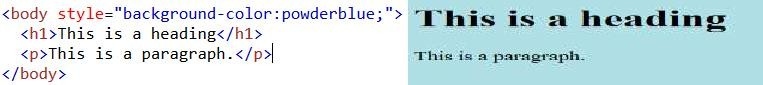 <body style="background-color:powderblue;">
<h1>This is a heading</h1>
<p>This is a paragraph.</p>
</body>
This is a heading
This is a paragraph.